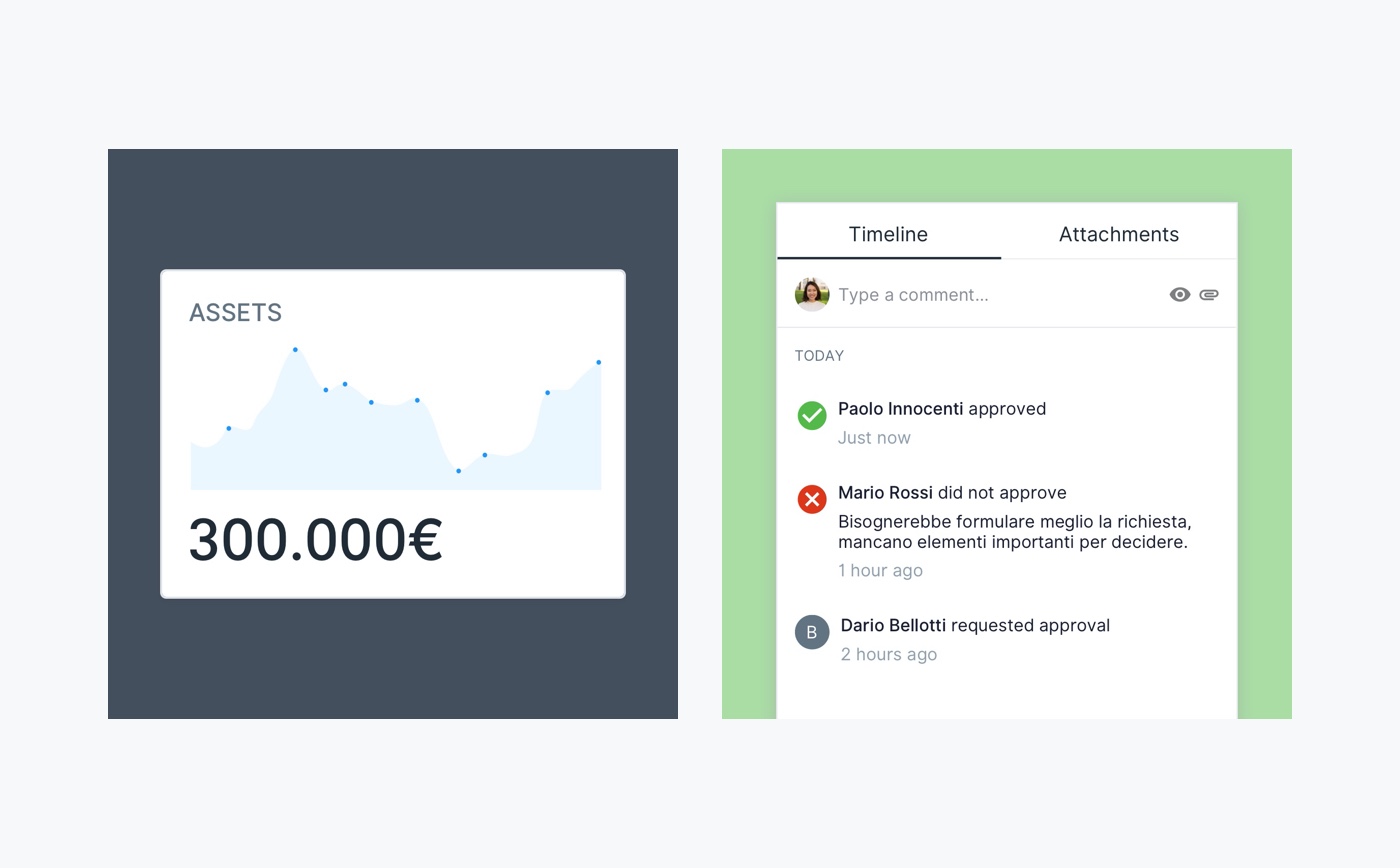 ASSETS
300.000€
Timeline
Attachments
Type a comment...
TODAY
Paolo Innocenti approved
Just now
Mario Rossi did not approve
Bisognerebbe formulare meglio la richiesta,
mancano elementi importanti per decidere.
1 hour ago
B
Dario Bellotti requested approval
2 hours ago